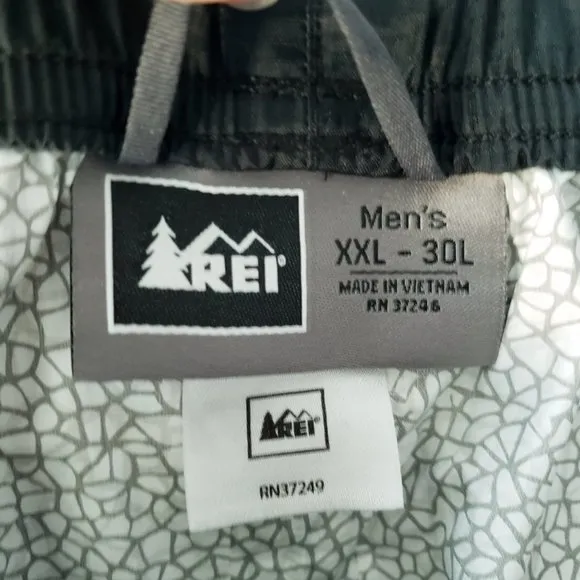 REI
Men's
XXL - 30L
MADE IN VIETNAM
RN 37246
REI
RN37249